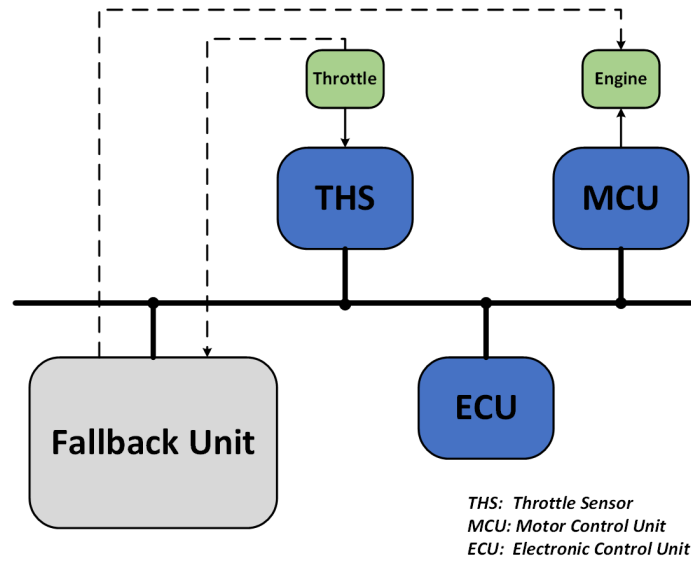 Throttle
Engine
THS
MCU
Fallback Unit
ECU
THS: Throttle Sensor
MCU: Motor Control Unit
ECU: Electronic Control Unit